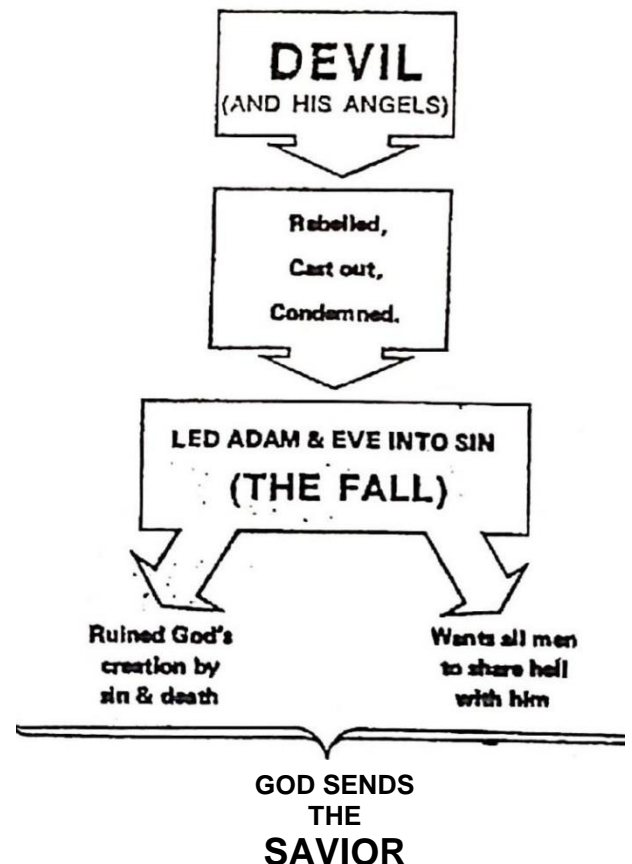 DEVIL
(AND HIS ANGELS)
Rebelled,
Cast out,
Condemned.
LED ADAM & EVE INTO SIN
(THE FALL)
Ruined God's
creation by
sin & death
Wants all men
to share hell
with him
GOD SENDS
THE
SAVIOR